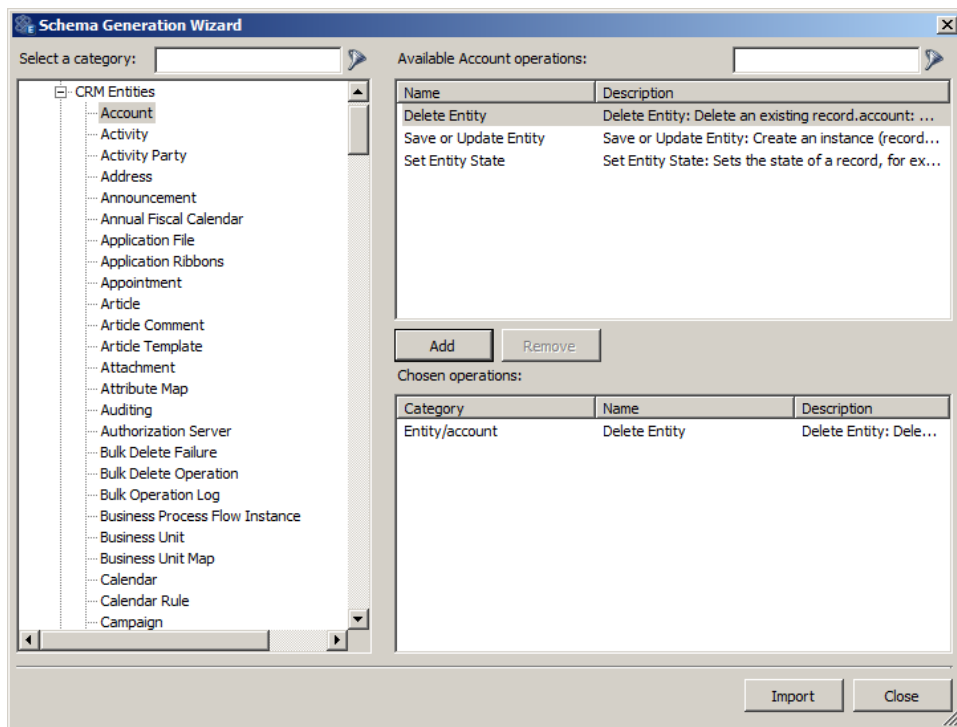 Schema Generation Wizard
Select a category:
CRM Entities
Account
Activity
Activity Party
Address
Announcement
Annual Fiscal Calendar
Application File
Application Ribbons
Appointment
Article
Article Comment
Article Template
Attachment
Attribute Map
Auditing
Authorization Server
Bulk Delete Failure
Bulk Delete Operation
Bulk Operation Log
Business Process Flow Instance
Business Unit
Business Unit Map
Calendar
Calendar Rule
Campaign
Available Account operations:
Name Description
Delete Entity Delete Entity: Delete an existing record.account: ...
Save or Update Entity Save or Update Entity: Create an instance (record...
Set Entity State Set Entity State: Sets the state of a record, for ex...
Add Remove
Chosen operations:
Category Name Description
Entity/account Delete Entity Delete Entity: Dele...
Import Close